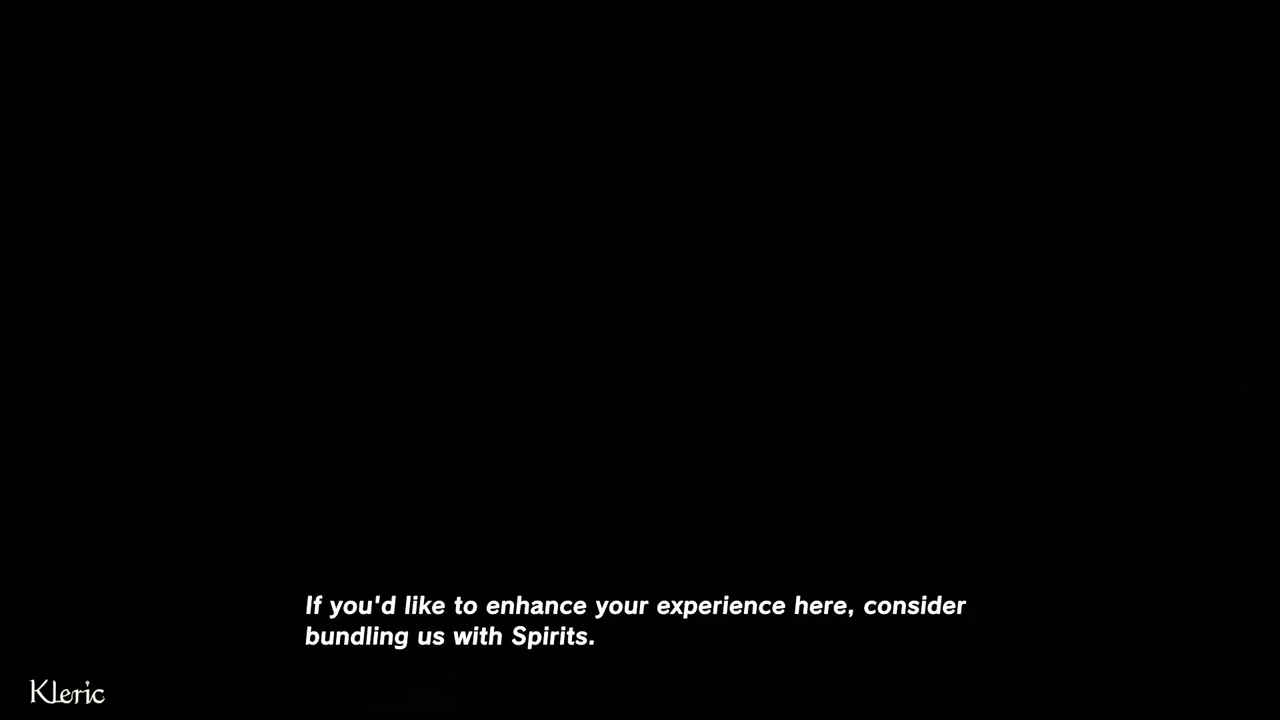 If you'd like to enhance your experience here, consider
bundling us with Spirits.
Kleric